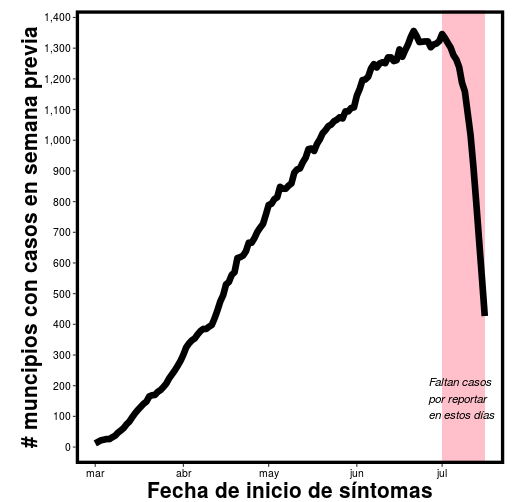 # muncipios con casos en semana previa
1,400
1,300
1,200
1,100
1,000
900
800
700
600
500
400
300
200
100
0
Faltan casos
por reportar
en estos días
mar
abr
may
jun
jul
Fecha de inicio de síntomas